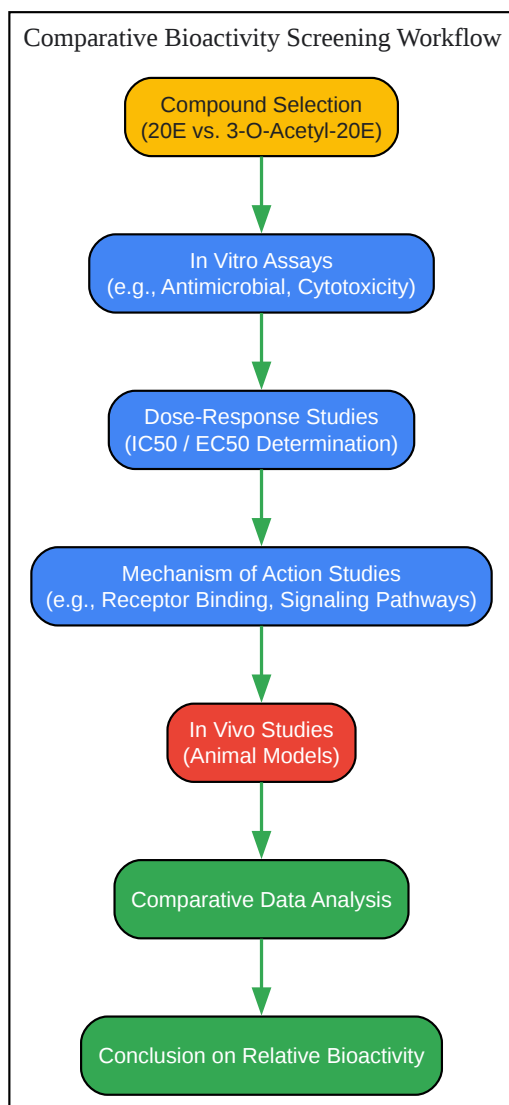 Comparative Bioactivity Screening Workflow
Compound Selection
(20E vs. 3-O-Acetyl-20E)
In Vitro Assays
(e.g., Antimicrobial, Cytotoxicity)
Dose-Response Studies
(IC50 / EC50 Determination)
Mechanism of Action Studies
(e.g., Receptor Binding, Signaling Pathways)
In Vivo Studies
(Animal Models)
Comparative Data Analysis
Conclusion on Relative Bioactivity